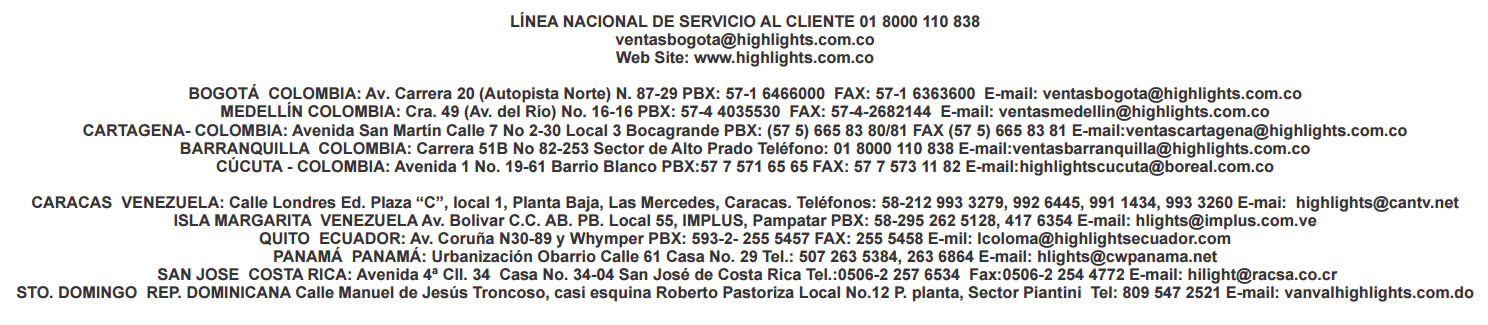 LÍNEA NACIONAL DE SERVICIO AL CLIENTE 01 8000 110 838
ventasbogota@highlights.com.co
Web Site: www.highlights.com.co
BOGOTÁ COLOMBIA: Av. Carrera 20 (Autopista Norte) N. 87-29 PBX: 57-1 6466000 FAX: 57-1 6363600 E-mail: ventasbogota@highlights.com.co
MEDELLÍN COLOMBIA: Cra. 49 (Av. del Río) No. 16-16 PBX: 57-4 4035530 FAX: 57-4-2682144 E-mail: ventasmedellin@highlights.com.co
CARTAGENA- COLOMBIA: Avenida San Martín Calle 7 No 2-30 Local 3 Bocagrande PBX: (57 5) 665 83 80/81 FAX (57 5) 665 83 81 E-mail:ventascartagena@highlights.com.co
BARRANQUILLA COLOMBIA: Carrera 51B No 82-253 Sector de Alto Prado Teléfono: 01 8000 110 838 E-mail:ventasbarranquilla@highlights.com.co
CÚCUTA - COLOMBIA: Avenida 1 No. 19-61 Barrio Blanco PBX:57 7 571 65 65 FAX: 57 7 573 11 82 E-mail:highlightscucuta@boreal.com.co
CARACAS VENEZUELA: Calle Londres Ed. Plaza “C”, local 1, Planta Baja, Las Mercedes, Caracas. Teléfonos: 58-212 993 3279, 992 6445, 991 1434, 993 3260 E-mai: highlights@cantv.net
ISLA MARGARITA VENEZUELA Av. Bolivar C.C. AB. PB. Local 55, IMPLUS, Pampatar PBX: 58-295 262 5128, 417 6354 E-mail: hlights@implus.com.ve
QUITO ECUADOR: Av. Coruña N30-89 y Whymper PBX: 593-2- 255 5457 FAX: 255 5458 E-mil: lcoloma@highlightsecuador.com
PANAMÁ PANAMÁ: Urbanización Obarrio Calle 61 Casa No. 29 Tel.: 507 263 5384, 263 6864 E-mail: hlights@cwpanama.net
SAN JOSE COSTA RICA: Avenida 4ª Cll. 34 Casa No. 34-04 San José de Costa Rica Tel.:0506-2 257 6534 Fax:0506-2 254 4772 E-mail: hilight@racsa.co.cr
STO. DOMINGO REP. DOMINICANA Calle Manuel de Jesús Troncoso, casi esquina Roberto Pastoriza Local No.12 P. planta, Sector Piantini Tel: 809 547 2521 E-mail: vanvalhighlights.com.do